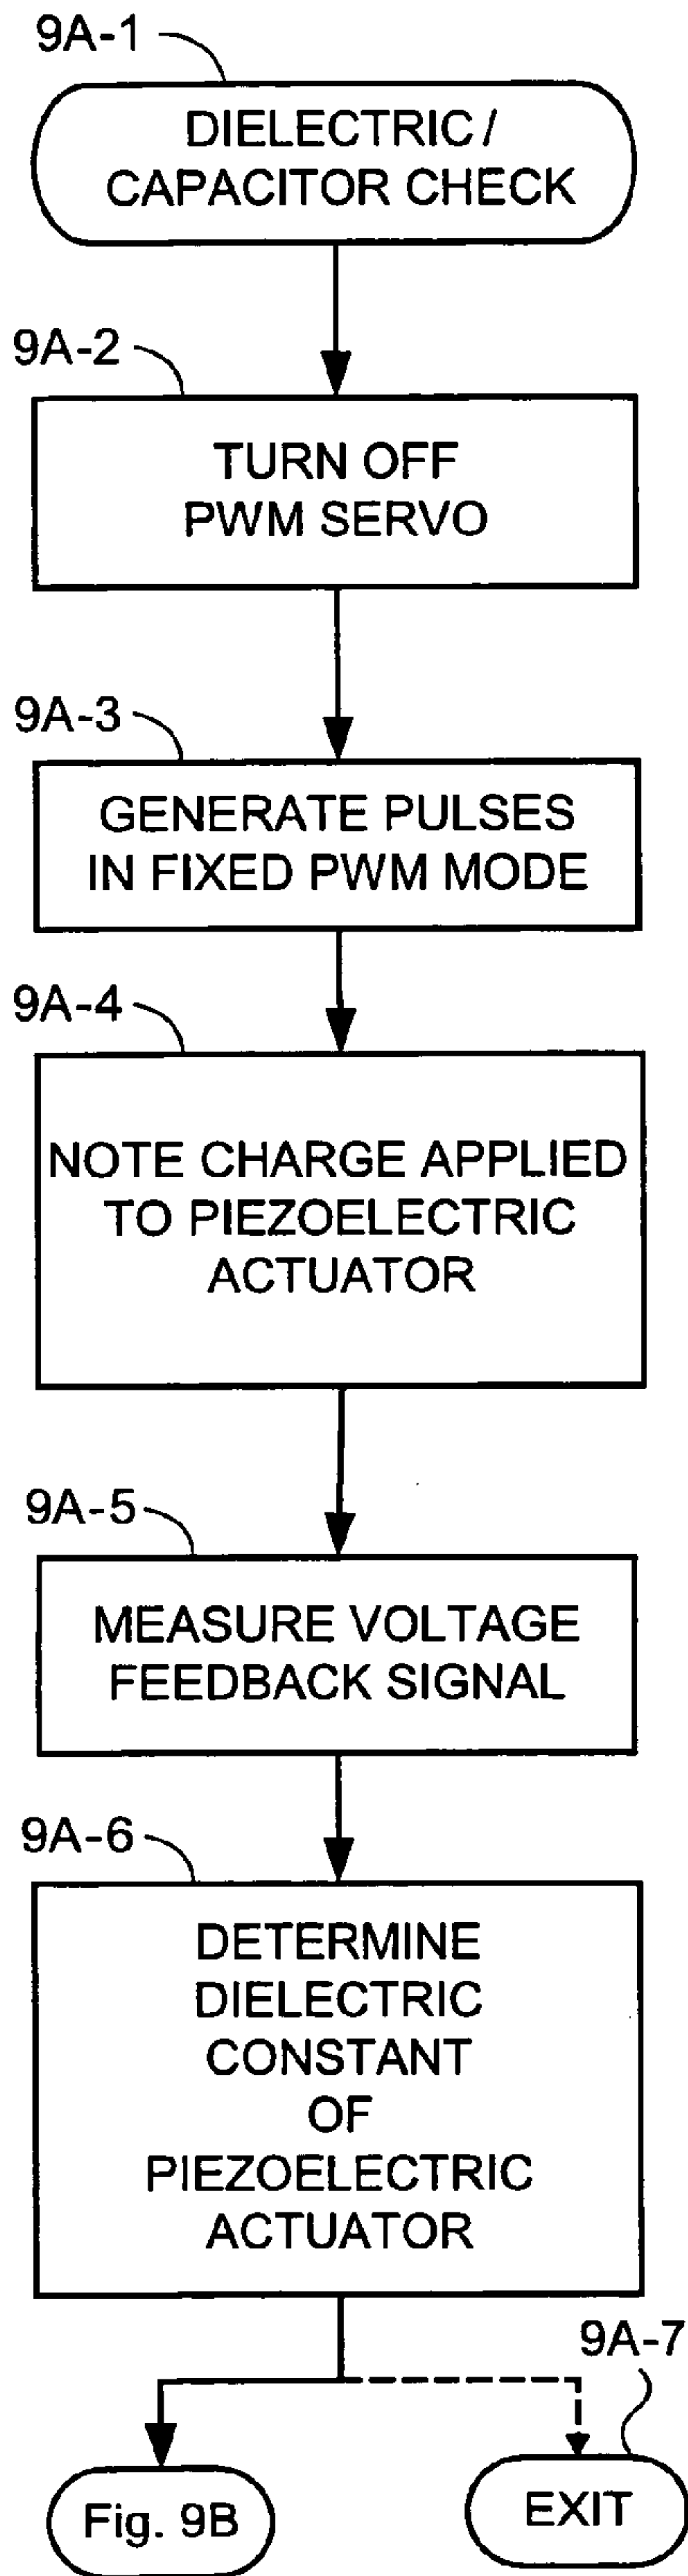 9A-1
DIELECTRIC /
CAPACITOR CHECK
9A-2
TURN OFF
PWM SERVO
9A-3
GENERATE PULSES
IN FIXED PWM MODE
9A-4
NOTE CHARGE APPLIED
TO PIEZOELECTRIC
ACTUATOR
9A-5
MEASURE VOLTAGE
FEEDBACK SIGNAL
9A-6
DETERMINE
DIELECTRIC
CONSTANT
OF
PIEZOELECTRIC
ACTUATOR
9A-7
Fig. 9B
EXIT